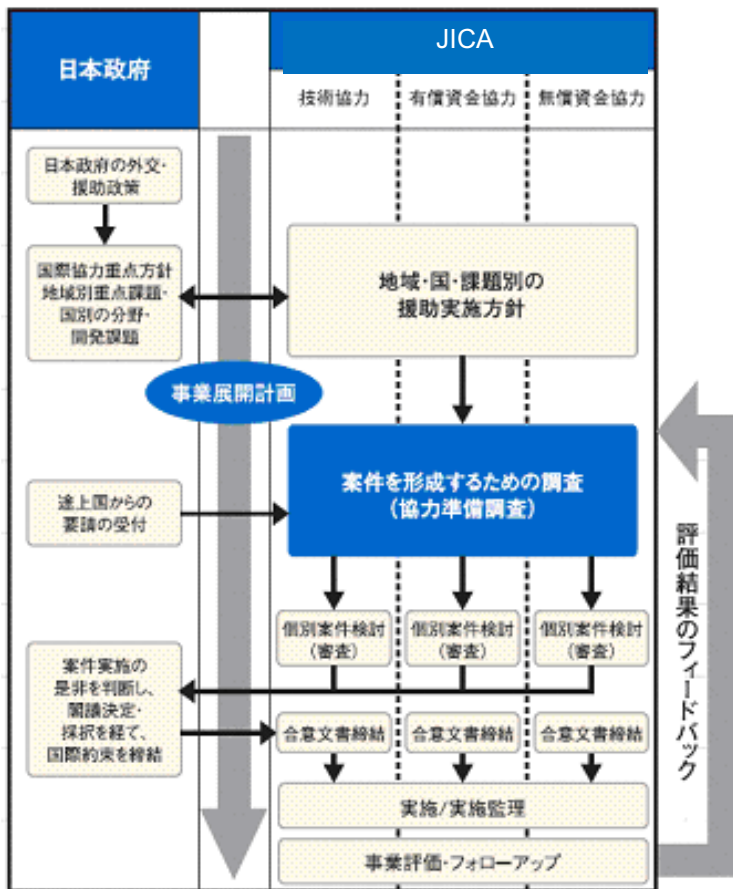 日本政府
JICA
技術協力
有償資金協力
無償資金協力
日本政府の外交・
援助政策
国際協力重点方針
地域別重点課題・
国別の分野・
開発課題
地域・国・課題別の
援助実施方針
事業展開計画
案件を形成するための調査
(協力準備調査)
途上国からの
要請の受付
個別案件検討
(審査)
個別案件検討
(審査)
個別案件検討
(審査)
案件実施の
是非を判断し、
閣議決定・
採択を経て、
国際約束を締結
合意文書締結
合意文書締結
合意文書締結
実施/実施監理
事業評価・フォローアップ
評価結果のフィードバック